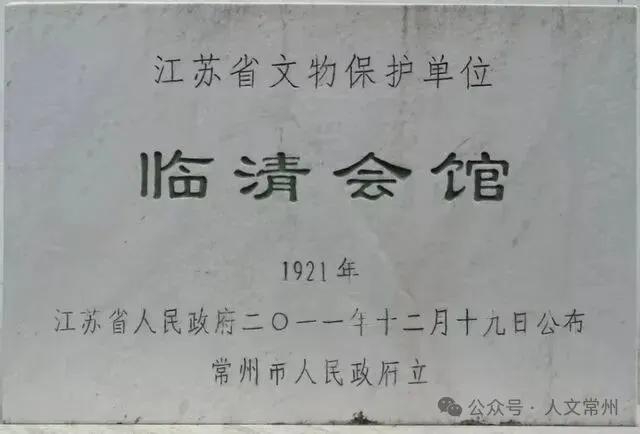 江苏省文物保护单位
临清会馆
1921年
江苏省人民政府二〇一一年十二月十九日公布
常州市人民政府立
公众号·人文常州